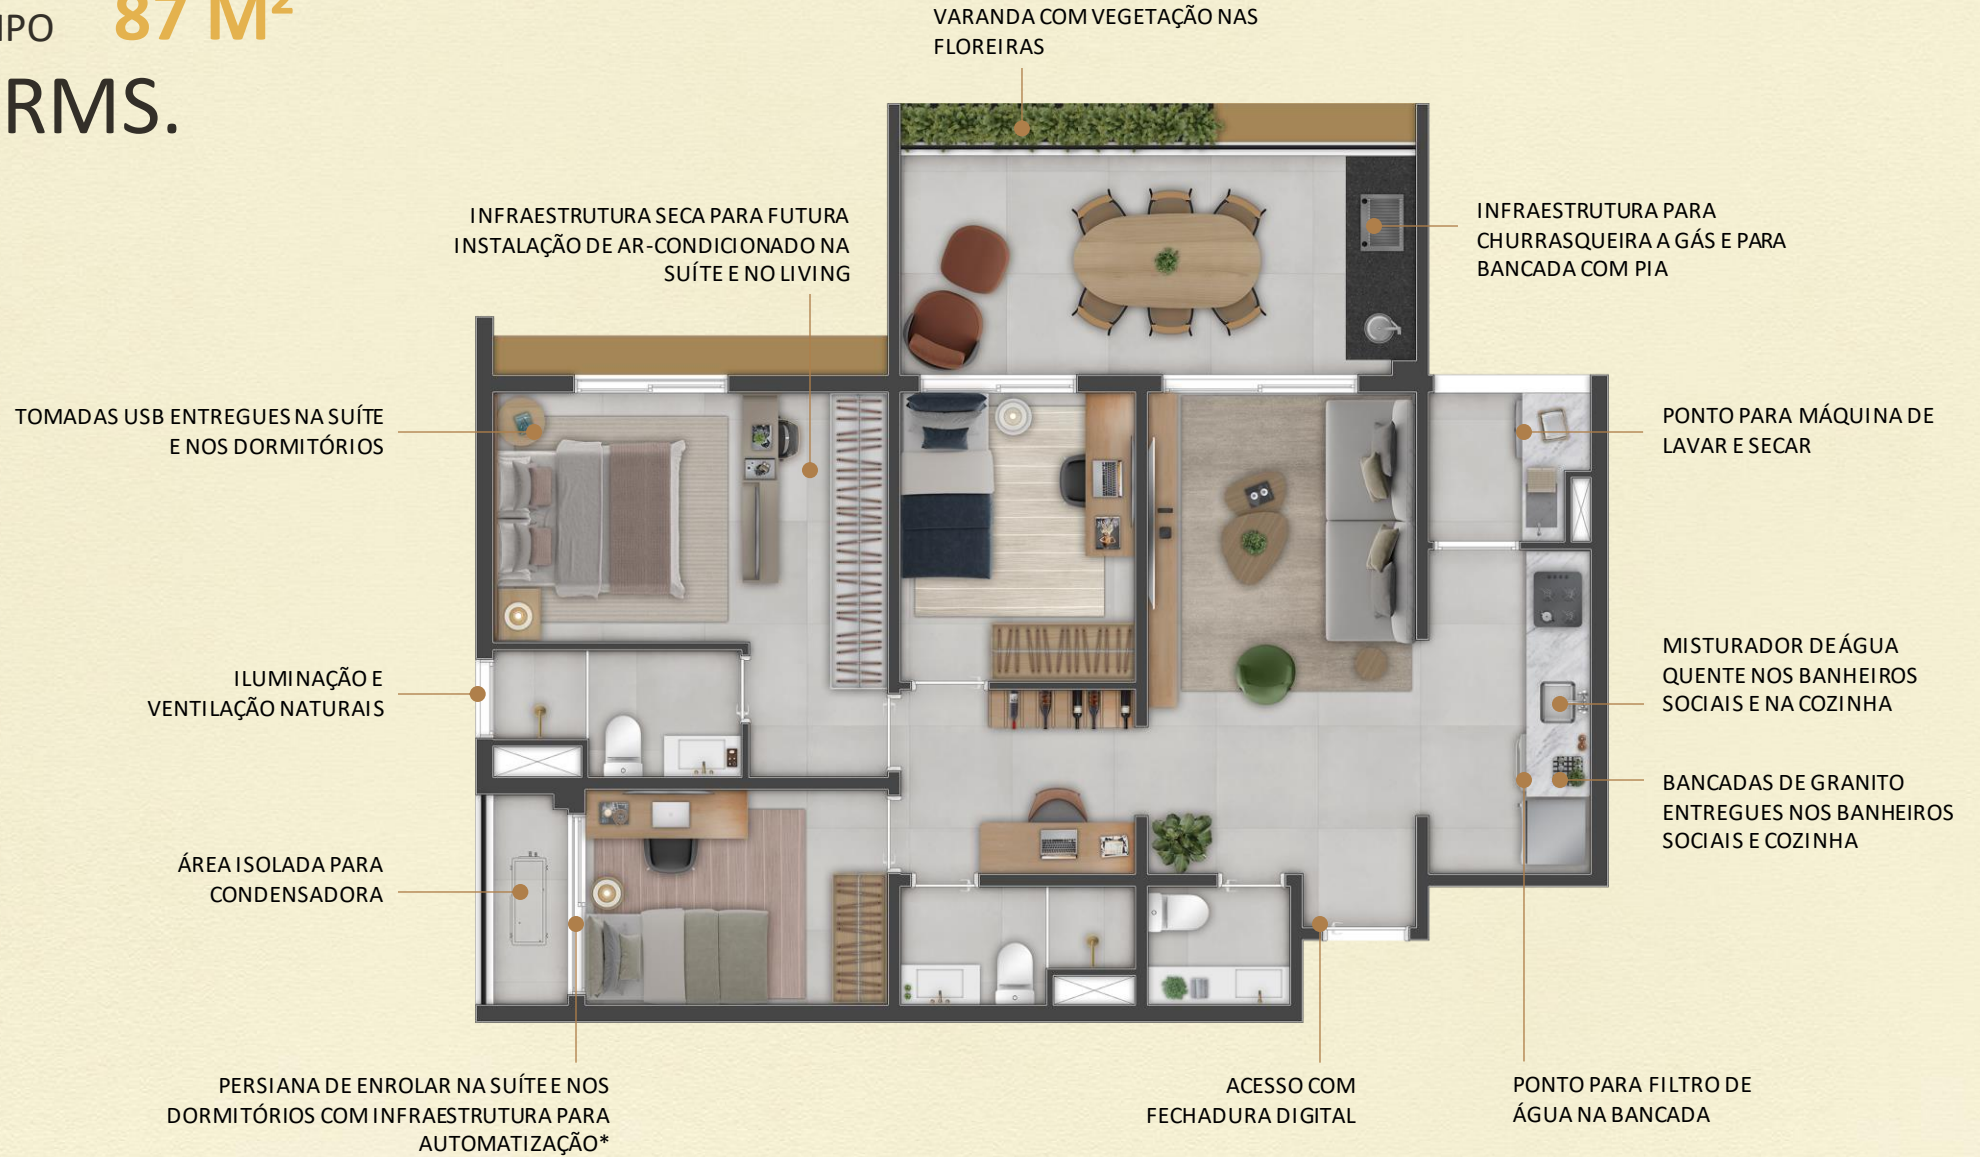 IPO 87 M²
RMS.
VARANDA COM VEGETAÇÃO NAS
FLOREIRAS
INFRAESTRUTURA SECA PARA FUTURA
INSTALAÇÃO DE AR-CONDICIONADO NA
SUÍTE E NO LIVING
INFRAESTRUTURA PARA
CHURRASQUEIRA A GÁS E PARA
BANCADA COM PIA
TOMADAS USB ENTREGUES NA SUÍTE
E NOS DORMITÓRIOS
PONTO PARA MÁQUINA DE
LAVAR E SECAR
ILUMINAÇÃO E
VENTILAÇÃO NATURAIS
MISTURADOR DE ÁGUA
QUENTE NOS BANHEIROS
SOCIAIS E NA COZINHA
BANCADAS DE GRANITO
ENTREGUES NOS BANHEIROS
SOCIAIS E COZINHA
ÁREA ISOLADA PARA
CONDENSADORA
PERSIANA DE ENROLAR NA SUÍTE E NOS
DORMITÓRIOS COM INFRAESTRUTURA PARA
AUTOMATIZAÇÃO*
ACESSO COM
FECHADURA DIGITAL
PONTO PARA FILTRO DE
ÁGUA NA BANCADA